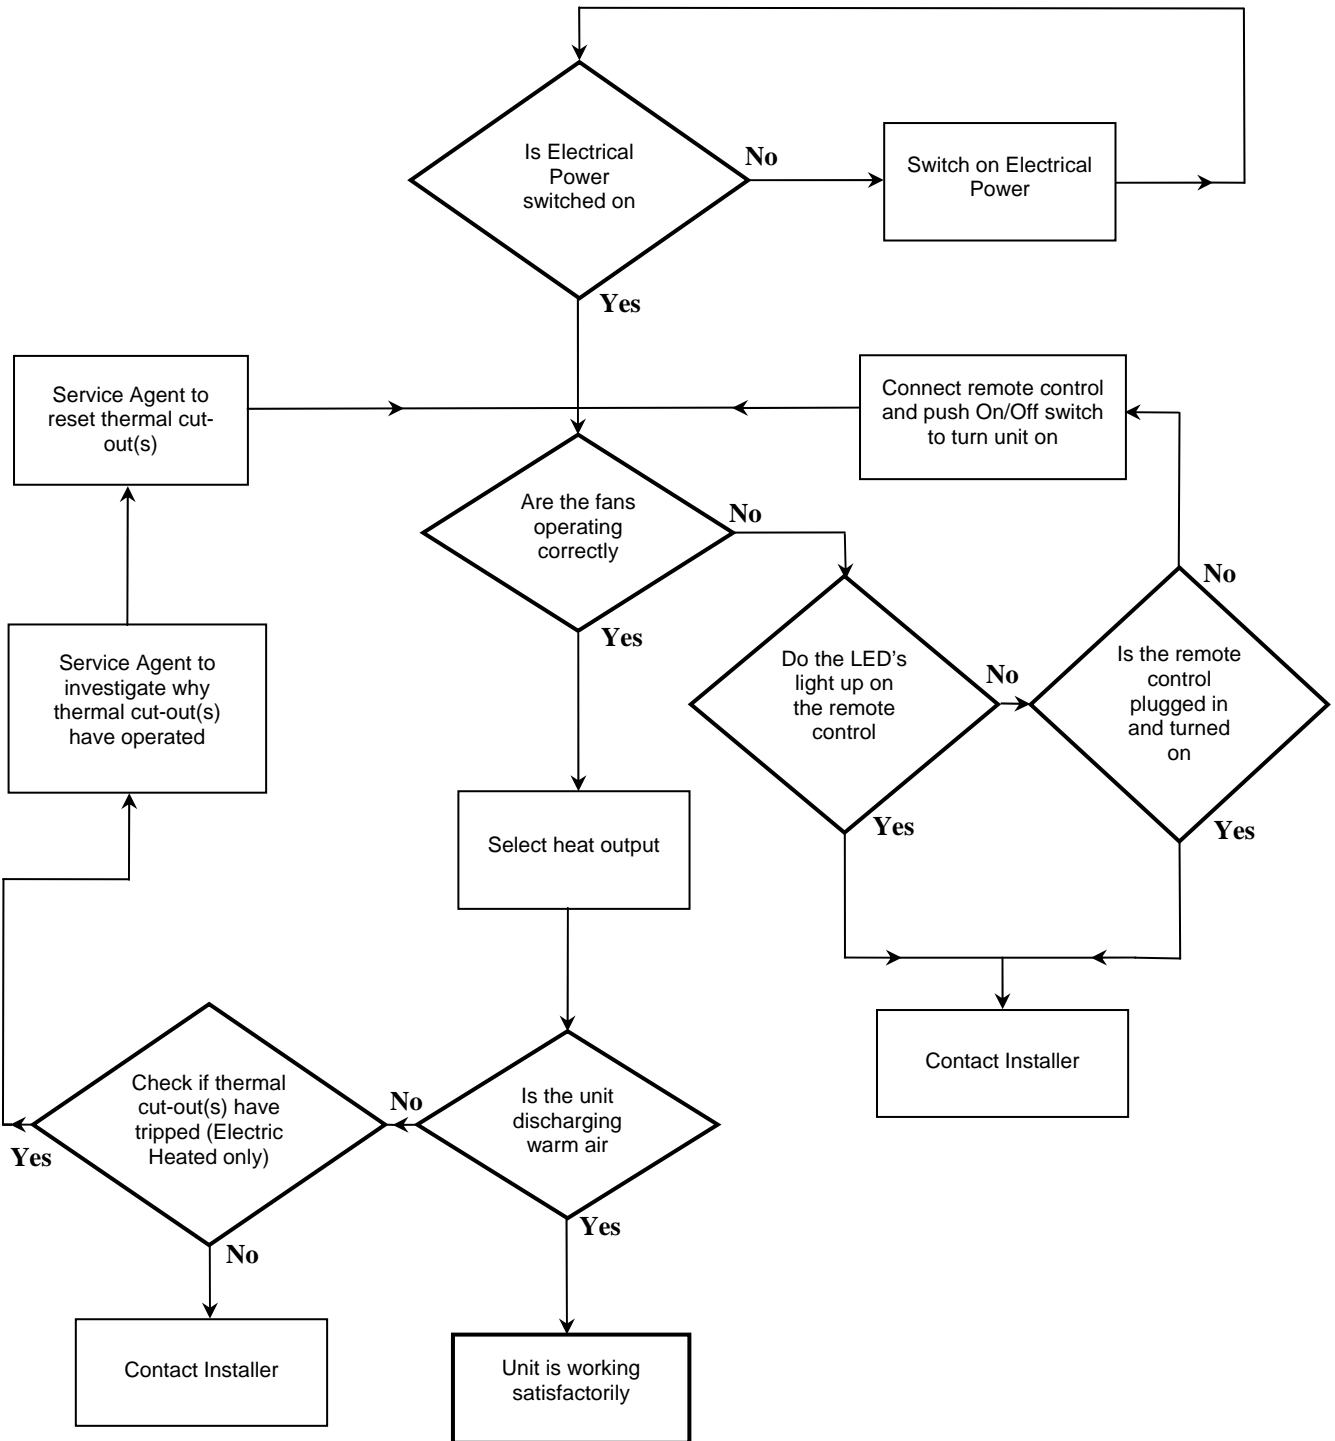 Is Electrical
Power
switched on
No
Switch on Electrical
Power
Yes
Service Agent to
reset thermal cut-
out(s)
Connect remote control
and push On/Off switch
to turn unit on
Are the fans
operating
correctly
No
Yes
Service Agent to
investigate why
thermal cut-out(s)
have operated
Do the LED's
light up on
the remote
control
No
Is the remote
control
plugged in
and turned
on
No
Yes
Yes
Select heat output
Contact Installer
Check if thermal
cut-out(s) have
tripped (Electric
Heated only)
No
Is the unit
discharging
warm air
Yes
No
Yes
Contact Installer
Unit is working
satisfactorily